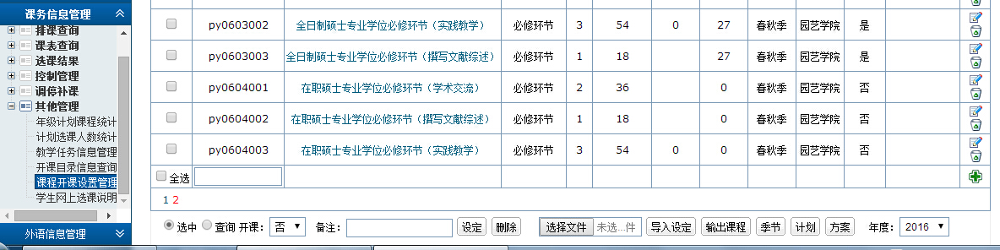 课务信息管理
排课查询
课表查询
选课结果
控制管理
调停补课
其他管理
年级计划课程统计
计划选课人数统计
教学任务信息管理
开课目录信息查询
课程开课设置管理
学生网上选课说明
外语信息管理
py0603002 全日制硕士专业学位必修环节（实践教学） 必修环节 3 54 0 27 春秋季 园艺学院 是
py0603003 全日制硕士专业学位必修环节（撰写文献综述） 必修环节 1 18 27 春秋季 园艺学院 是
py0604001 在职硕士专业学位必修环节（学术交流） 必修环节 2 36 0 春秋季 园艺学院 否
py0604002 在职硕士专业学位必修环节（撰写文献综述） 必修环节 1 18 0 春秋季 园艺学院 否
py0604003 在职硕士专业学位必修环节（实践教学） 必修环节 3 54 0 0 春秋季 园艺学院 否
全选
1 2
选中 查询 开课: 否 备注: 设定 删除 选择文件 未选...件 导入设定 输出课程 季节 计划 方案 年度: 2016